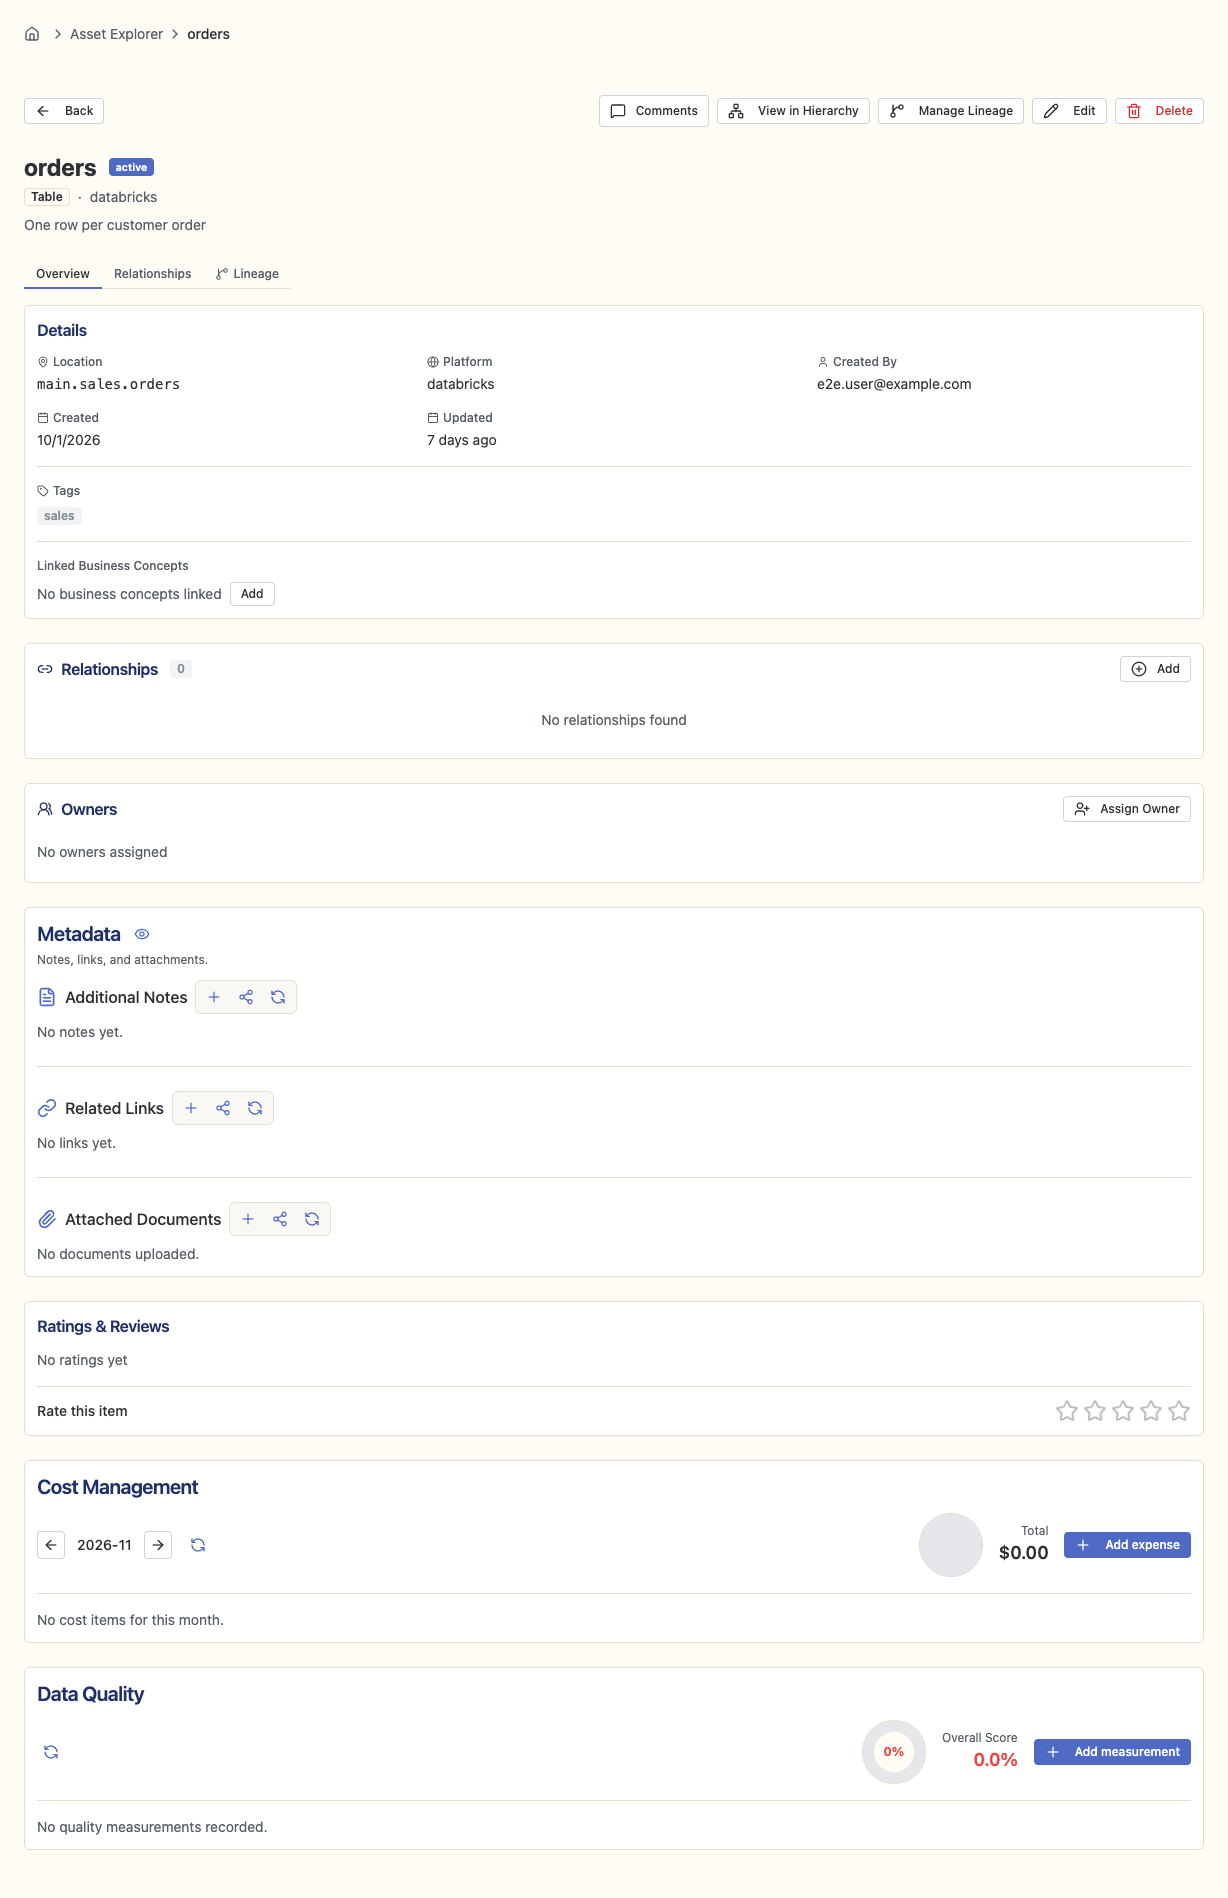 Asset Explorer
orders
Back
Comments
View in Hierarchy
Manage Lineage
Edit
Delete
orders
active
Table · databricks
One row per customer order
Overview
Relationships
Lineage
Details
Location
Platform
Created By
main.sales.orders
databricks
e2e.user@example.com
Created
Updated
10/1/2026
7 days ago
Tags
sales
Linked Business Concepts
No business concepts linked
Add
Relationships
0
Add
No relationships found
Owners
Assign Owner
No owners assigned
Metadata
Notes, links, and attachments.
Additional Notes
No notes yet.
Related Links
No links yet.
Attached Documents
No documents uploaded.
Ratings & Reviews
No ratings yet
Rate this item
Cost Management
2026-11
Total
$0.00
Add expense
No cost items for this month.
Data Quality
0%
Overall Score
0.0%
Add measurement
No quality measurements recorded.